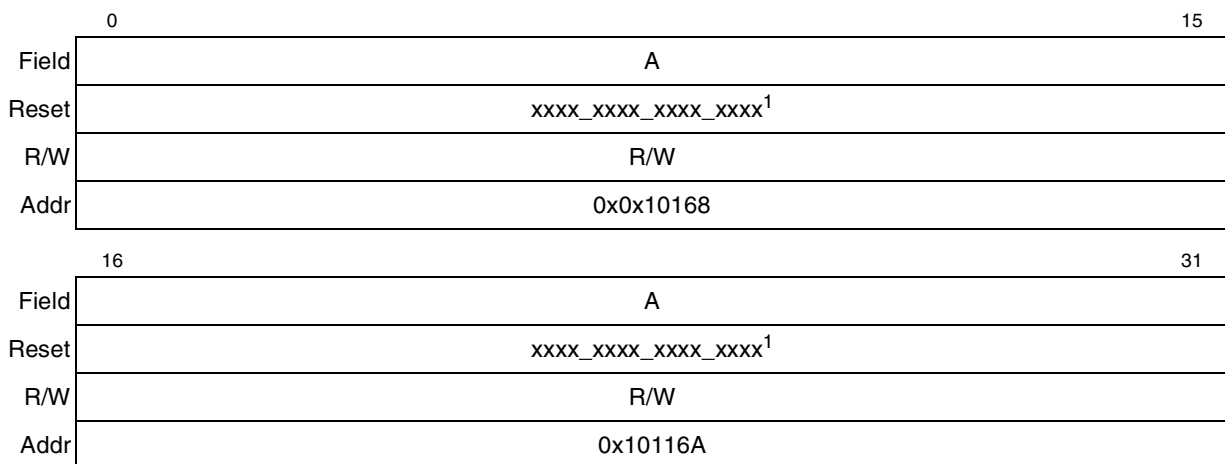 0 15
Field A
Reset xxxx_xxxx_xxxx_xxxx1
R/W R/W
Addr 0x0x10168
16 31
Field A
Reset xxxx_xxxx_xxxx_xxxx1
R/W R/W
Addr 0x10116A